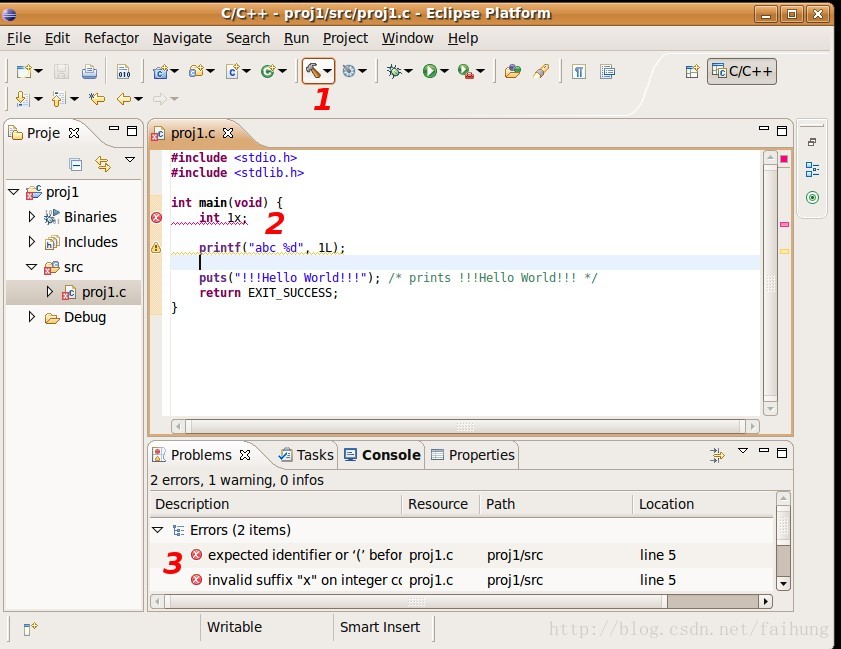 C/C++ - proj1/src/proj1.c - Eclipse Platform
File Edit Refactor Navigate Search Run Project Window Help
010
C/C++
1
Proje
proj1.c
proj1
Binaries
Includes
src
proj1.c
Debug
#include <stdio.h>
#include <stdlib.h>
int main(void) {
int 1x;
2
printf("abc %d", 1L);
puts("!!!Hello World!!!"); /* prints !!!Hello World!!! */
return EXIT_SUCCESS;
}
Problems Tasks Console Properties
2 errors, 1 warning, 0 infos
Description Resource Path Location
Errors (2 items)
3
expected identifier or ‘(’ befor proj1.c proj1/src line 5
invalid suffix "x" on integer cc proj1.c proj1/src line 5
Writable Smart Insert
http://blog.csdn.net/faihung